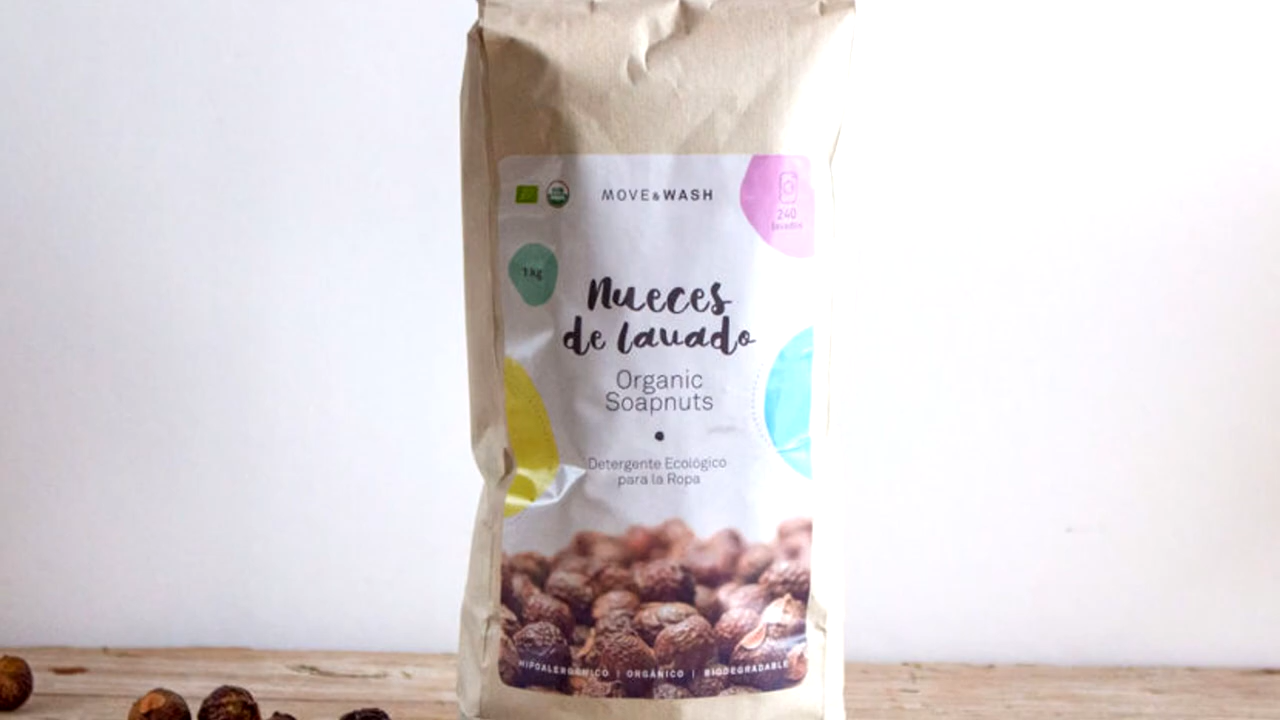 MOVE&WASH
240
lavados
1 kg
Nueces
de lavado
Organic
Soapnuts
Detergente Ecológico
para la Ropa
HIPOALERGÉNICO | ORGÁNICO | BIODEGRADABLE